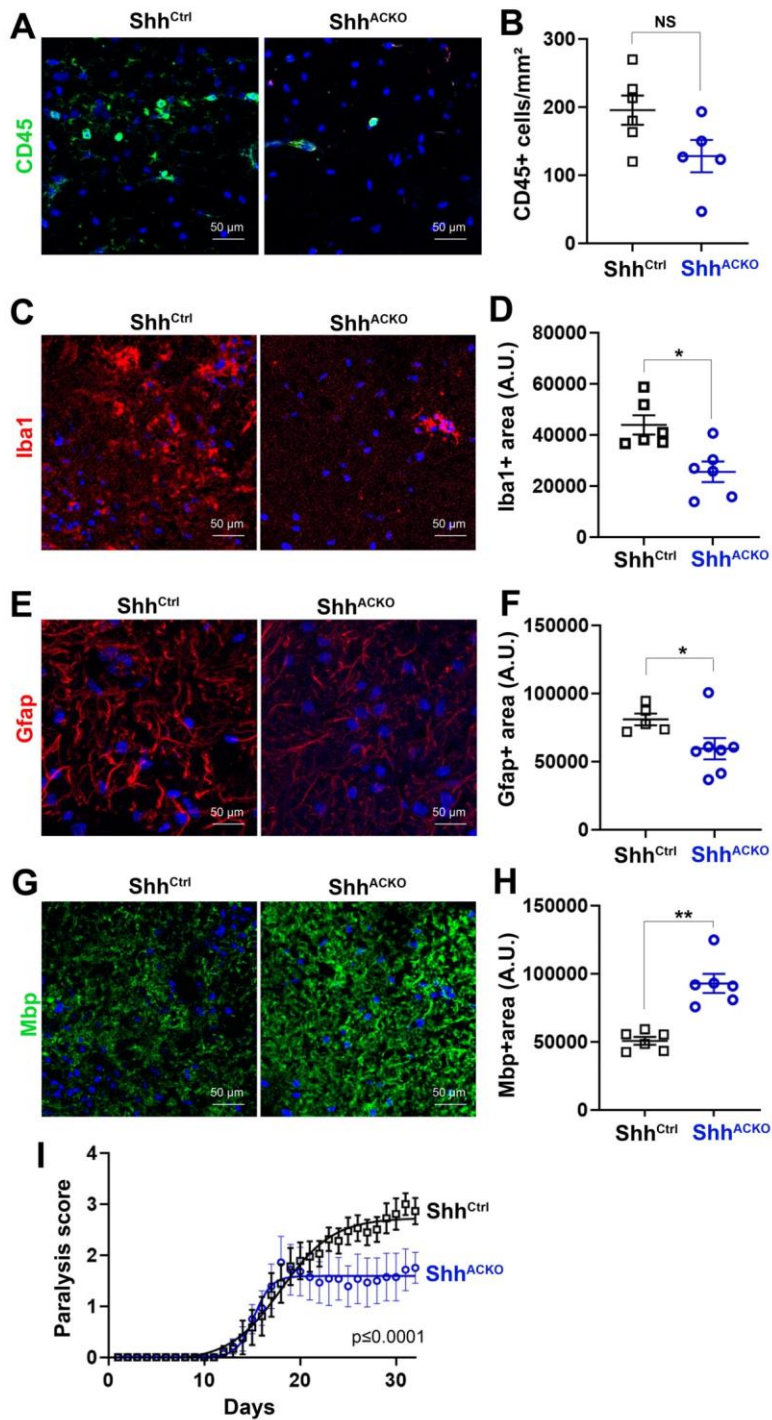 A
Shh^Ctrl
Shh^ACKO
CD45
50 µm
50 µm
B
NS
CD45+ cells/mm²
300
200
100
0
Shh^Ctrl
Shh^ACKO
C
Shh^Ctrl
Shh^ACKO
Iba1
50 µm
50 µm
D
*
Iba1+ area (A.U.)
80000
60000
40000
20000
0
Shh^Ctrl
Shh^ACKO
E
Shh^Ctrl
Shh^ACKO
Gfap
50 µm
50 µm
F
*
Gfap+ area (A.U.)
150000
100000
50000
0
Shh^Ctrl
Shh^ACKO
G
Shh^Ctrl
Shh^ACKO
Mbp
50 µm
50 µm
H
**
Mbp+area (A.U.)
150000
100000
50000
0
Shh^Ctrl
Shh^ACKO
I
Paralysis score
4
3
2
1
0
Shh^Ctrl
Shh^ACKO
p≤0.0001
0
10
20
30
Days